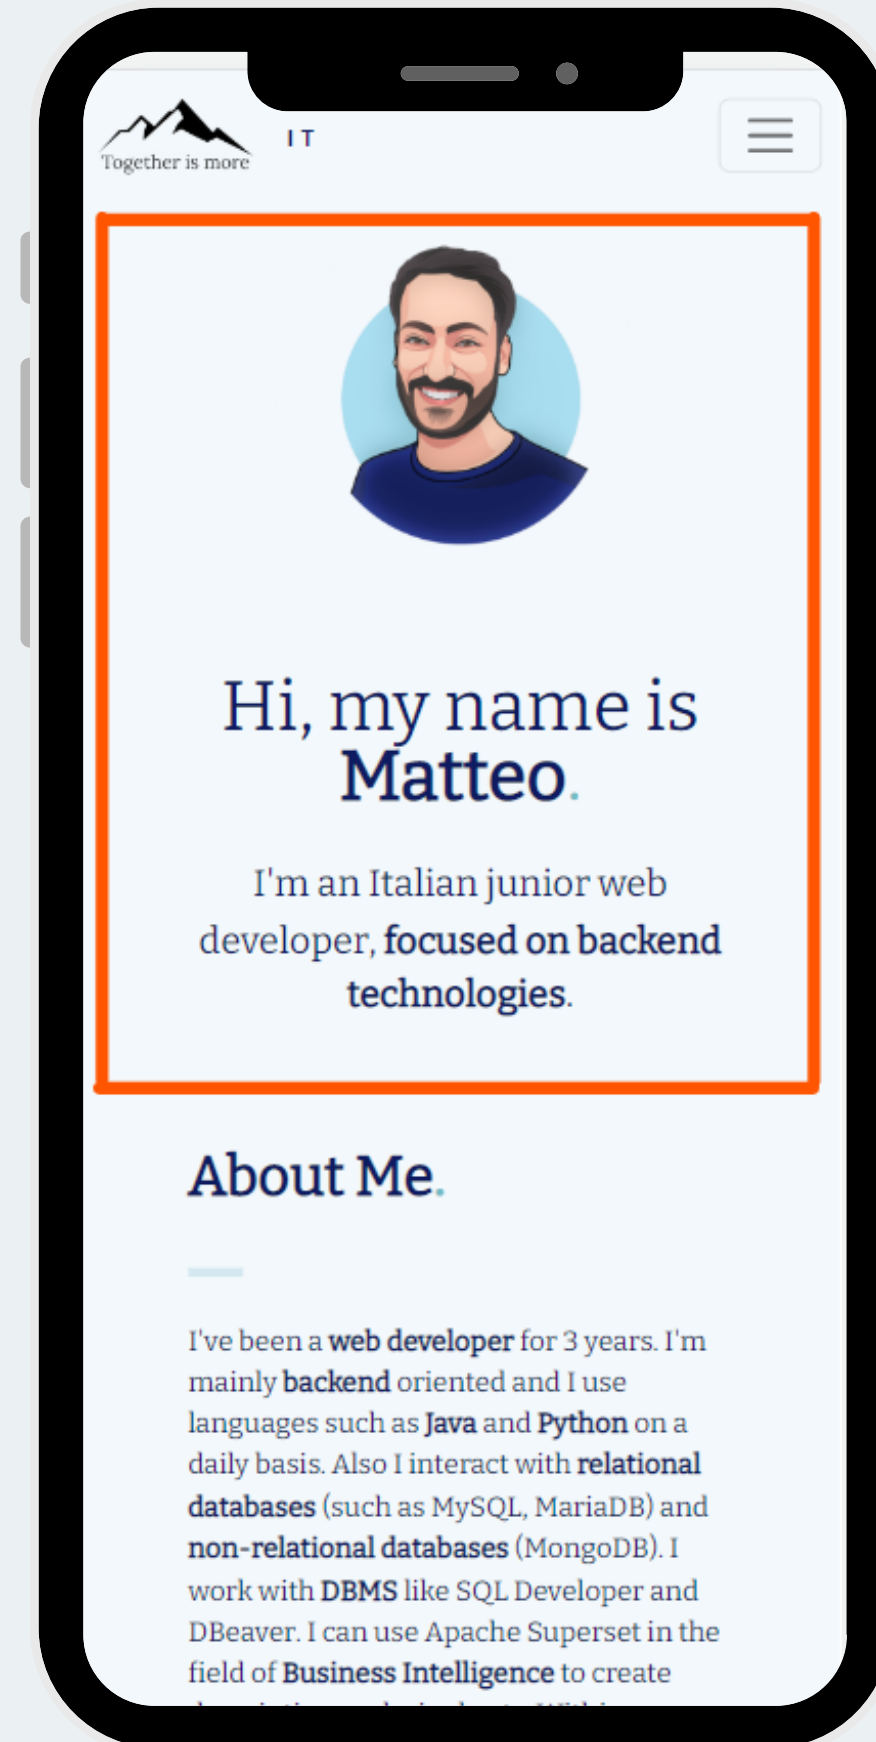 Together is more
IT
Hi, my name is
Matteo.
I'm an Italian junior web
developer, focused on backend
technologies.
About Me.
I've been a web developer for 3 years. I'm
mainly backend oriented and I use
languages such as Java and Python on a
daily basis. Also I interact with relational
databases (such as MySQL, MariaDB) and
non-relational databases (MongoDB). I
work with DBMS like SQL Developer and
DBeaver. I can use Apache Superset in the
field of Business Intelligence to create